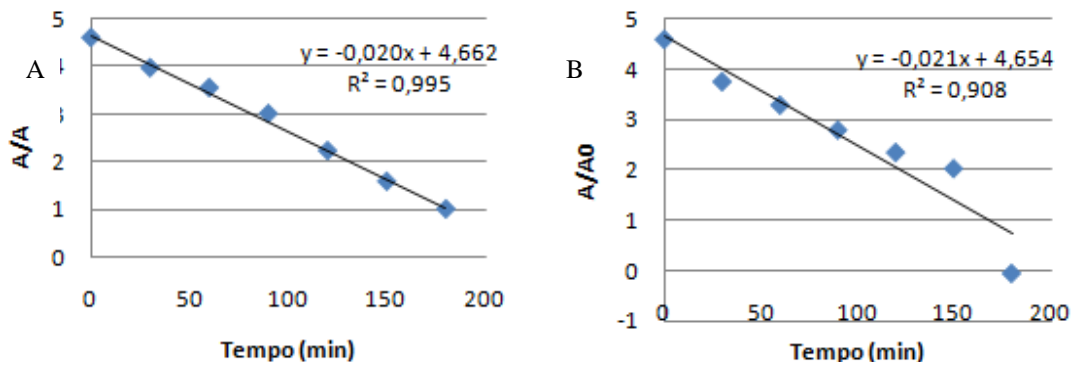 A
A/A
5
4
3
2
1
0
y = -0,020x + 4,662
R² = 0,995
0 50 100 150 200
Tempo (min)
B
A/A0
5
4
3
2
1
0
-1
y = -0,021x + 4,654
R² = 0,908
0 50 100 150 200
Tempo (min)